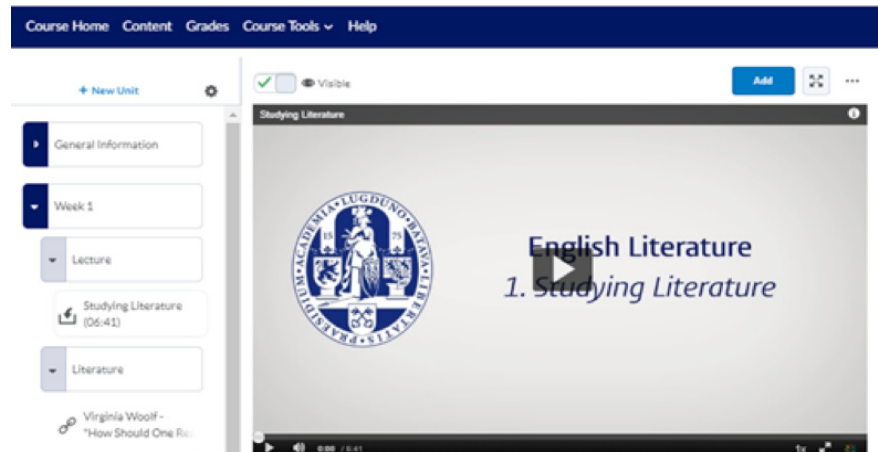 Course Home Content Grades Course Tools Help
+ New Unit
Visible
Add
General Information
Week 1
Lecture
Studying Literature
(06:41)
Literature
Virginia Woolf -
"How Should One Re
Studying Literature
ACADEMIA·LUGDUNO·BATAVA·LIBERTATIS·PRAESIDIUM
15 75
English Literature
1. Studying Literature
0:00 / 6:41
1x